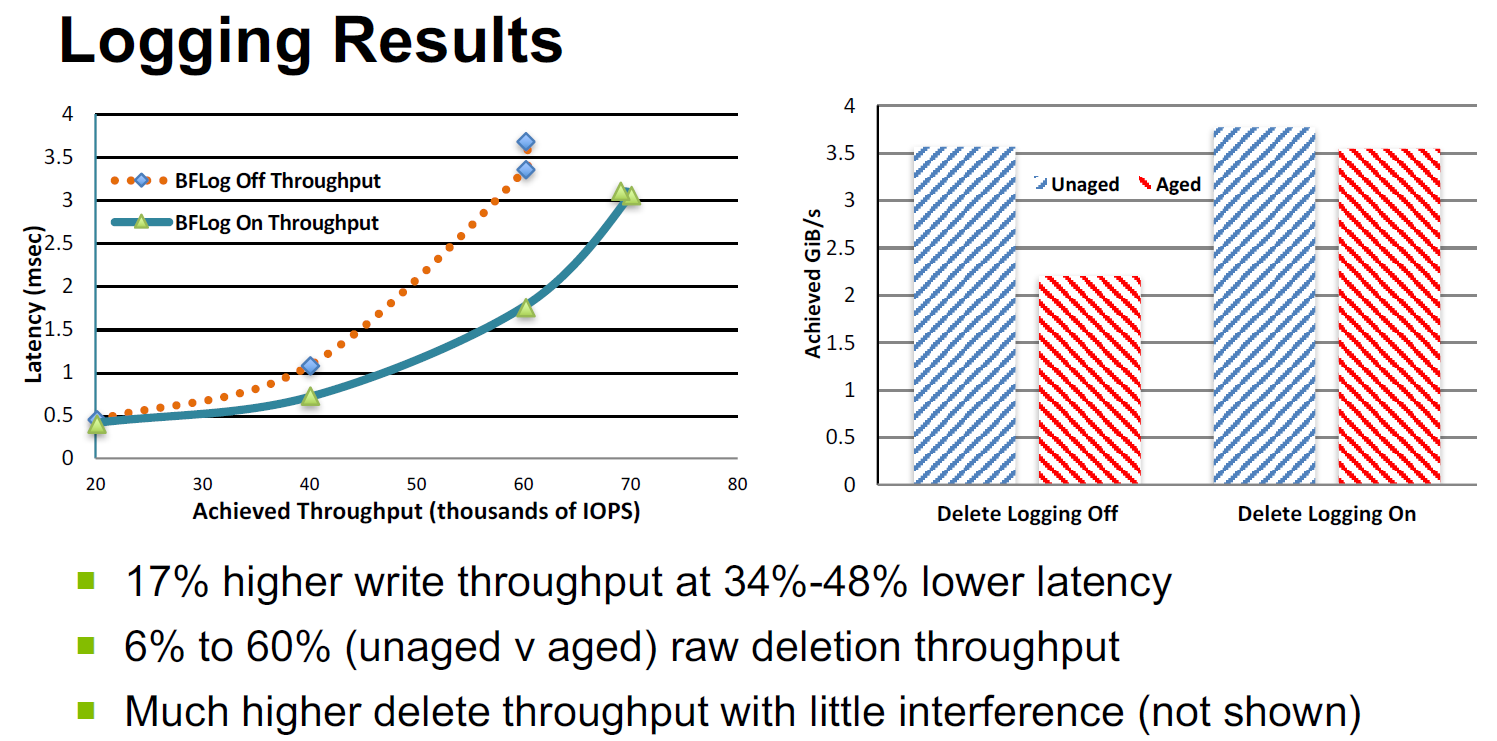 Logging Results
4
3.5
3
2.5
2
1.5
1
0.5
0
Latency (msec)
BFLog Off Throughput
BFLog On Throughput
20 30 40 50 60 70 80
Achieved Throughput (thousands of IOPS)
4
3.5
3
2.5
2
1.5
1
0.5
0
Achieved GiB/s
Unaged Aged
Delete Logging Off Delete Logging On
17% higher write throughput at 34%-48% lower latency
6% to 60% (unaged v aged) raw deletion throughput
Much higher delete throughput with little interference (not shown)